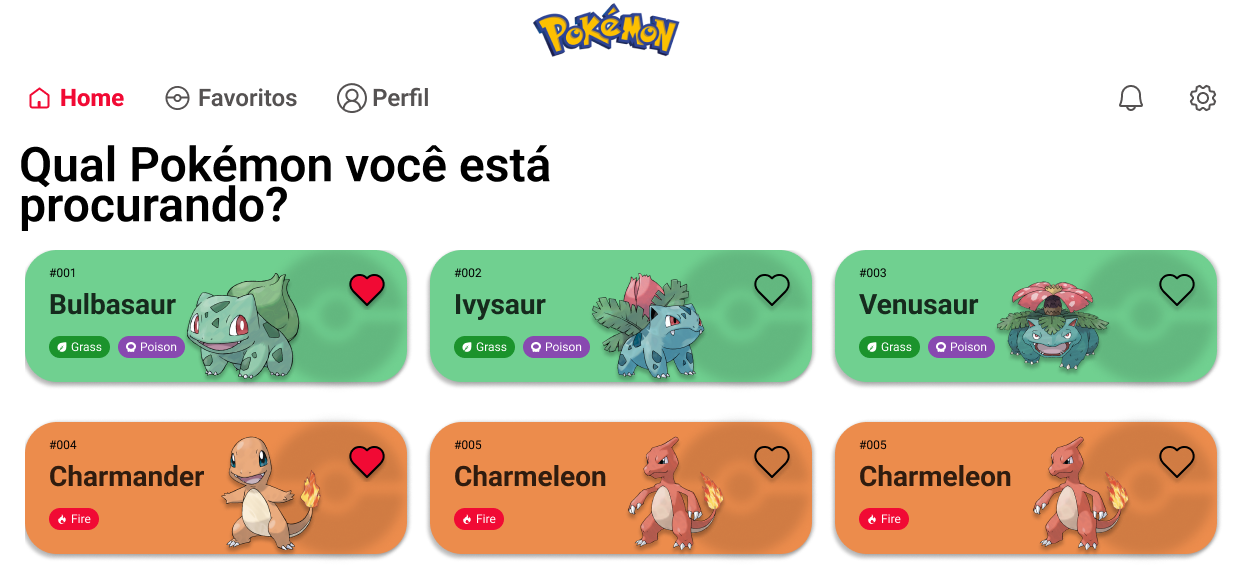 POKéMON
Home Favoritos Perfil
Qual Pokémon você está
procurando?
#001
Bulbasaur
Grass Poison
#002
Ivysaur
Grass Poison
#003
Venusaur
Grass Poison
#004
Charmander
Fire
#005
Charmeleon
Fire
#005
Charmeleon
Fire